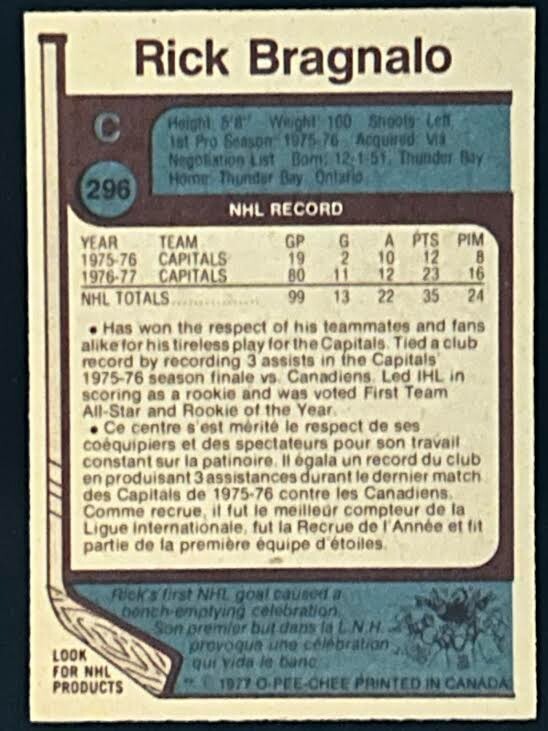 Rick Bragnalo
C
Height: 5'8" Weight: 160 Shoots: Left
1st Pro Season: 1975-76 Acquired: Via
Negotiation List Born: 12-1-51, Thunder Bay
Home: Thunder Bay, Ontario
296
NHL RECORD
YEAR TEAM GP G A PTS PIM
1975-76 CAPITALS 19 2 10 12 8
1976-77 CAPITALS 80 11 12 23 16
NHL TOTALS.................... 99 13 22 35 24
• Has won the respect of his teammates and fans
alike for his tireless play for the Capitals. Tied a club
record by recording 3 assists in the Capitals'
1975-76 season finale vs. Canadiens. Led IHL in
scoring as a rookie and was voted First Team
All-Star and Rookie of the Year.
• Ce centre s'est mérité le respect de ses
coéquipiers et des spectateurs pour son travail
constant sur la patinoire. Il égala un record du club
en produisant 3 assistances durant le dernier match
des Capitals de 1975-76 contre les Canadiens.
Comme recrue, il fut le meilleur compteur de la
Ligue Internationale, fut la Recrue de l'Année et fit
partie de la première équipe d'étoiles.
Rick's first NHL goal caused a
bench-emptying celebration.
Son premier but dans la L.N.H.
provoqua une célébration
qui vida le banc.
LOOK
FOR NHL
PRODUCTS
** © 1977 O-PEE-CHEE PRINTED IN CANADA